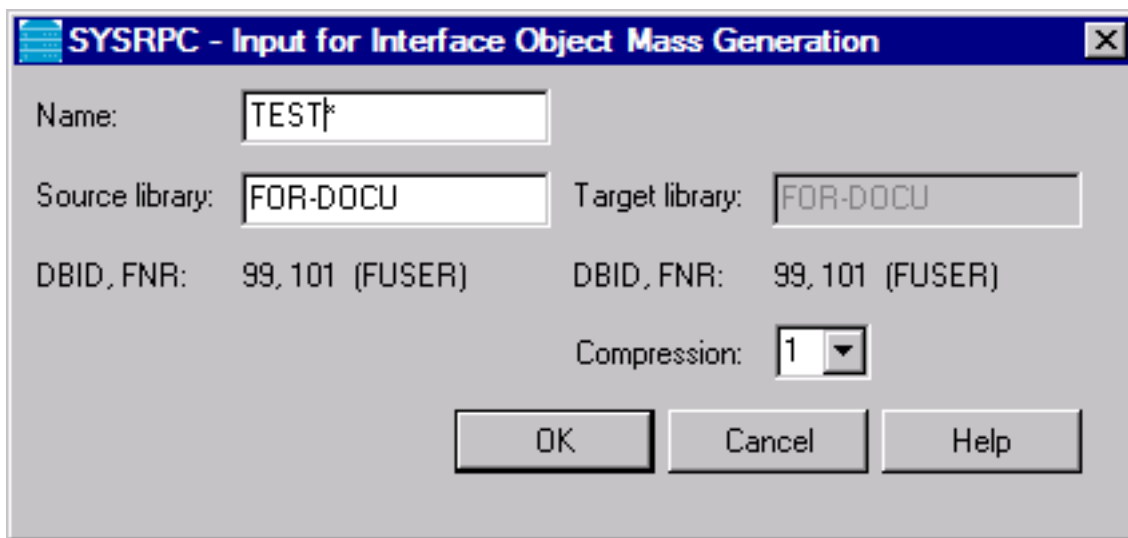 SYSRPC - Input for Interface Object Mass Generation
Name: TEST*
Source library: FOR-DOCU Target library: FOR-DOCU
DBID, FNR: 99, 101 (FUSER) DBID, FNR: 99, 101 (FUSER)
Compression: 1
OK Cancel Help